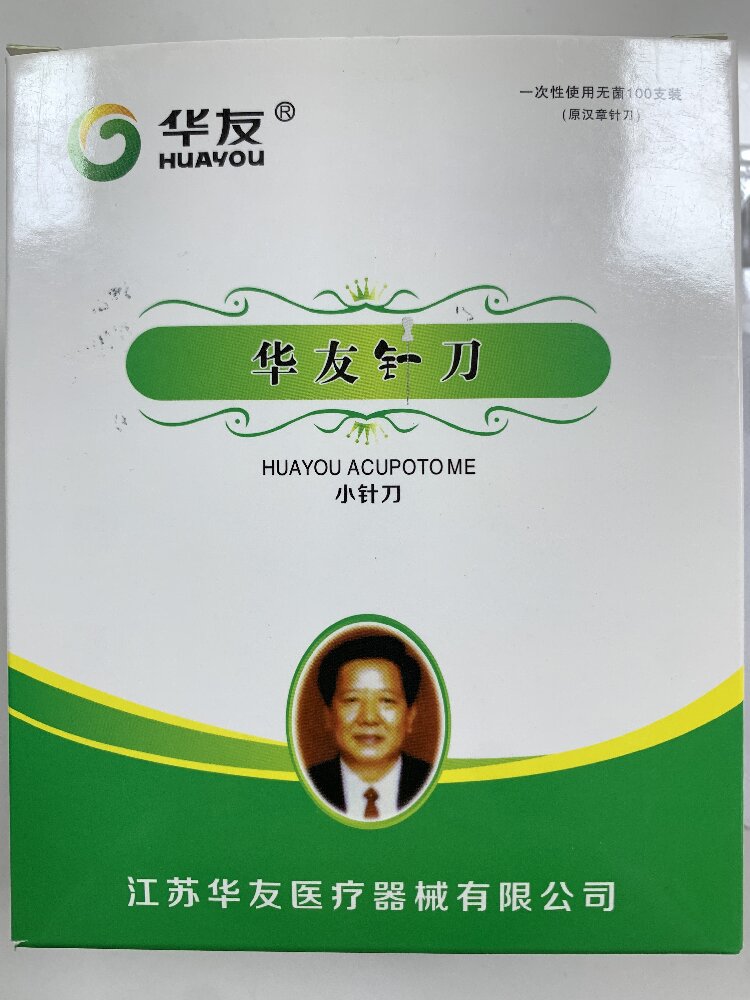 华友®
HUAYOU
一次性使用无菌100支装
(原汉章针刀)
华友针刀
HUAYOU ACUPOTOME
小针刀
江苏华友医疗器械有限公司